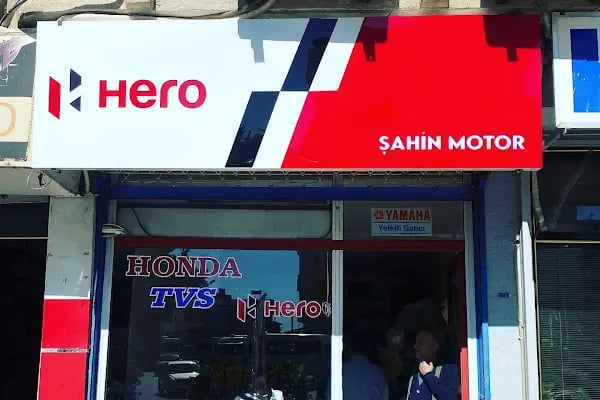 Hero
ŞAHİN MOTOR
YAMAHA
Yetkili Satıcı
HONDA
TVS
Hero